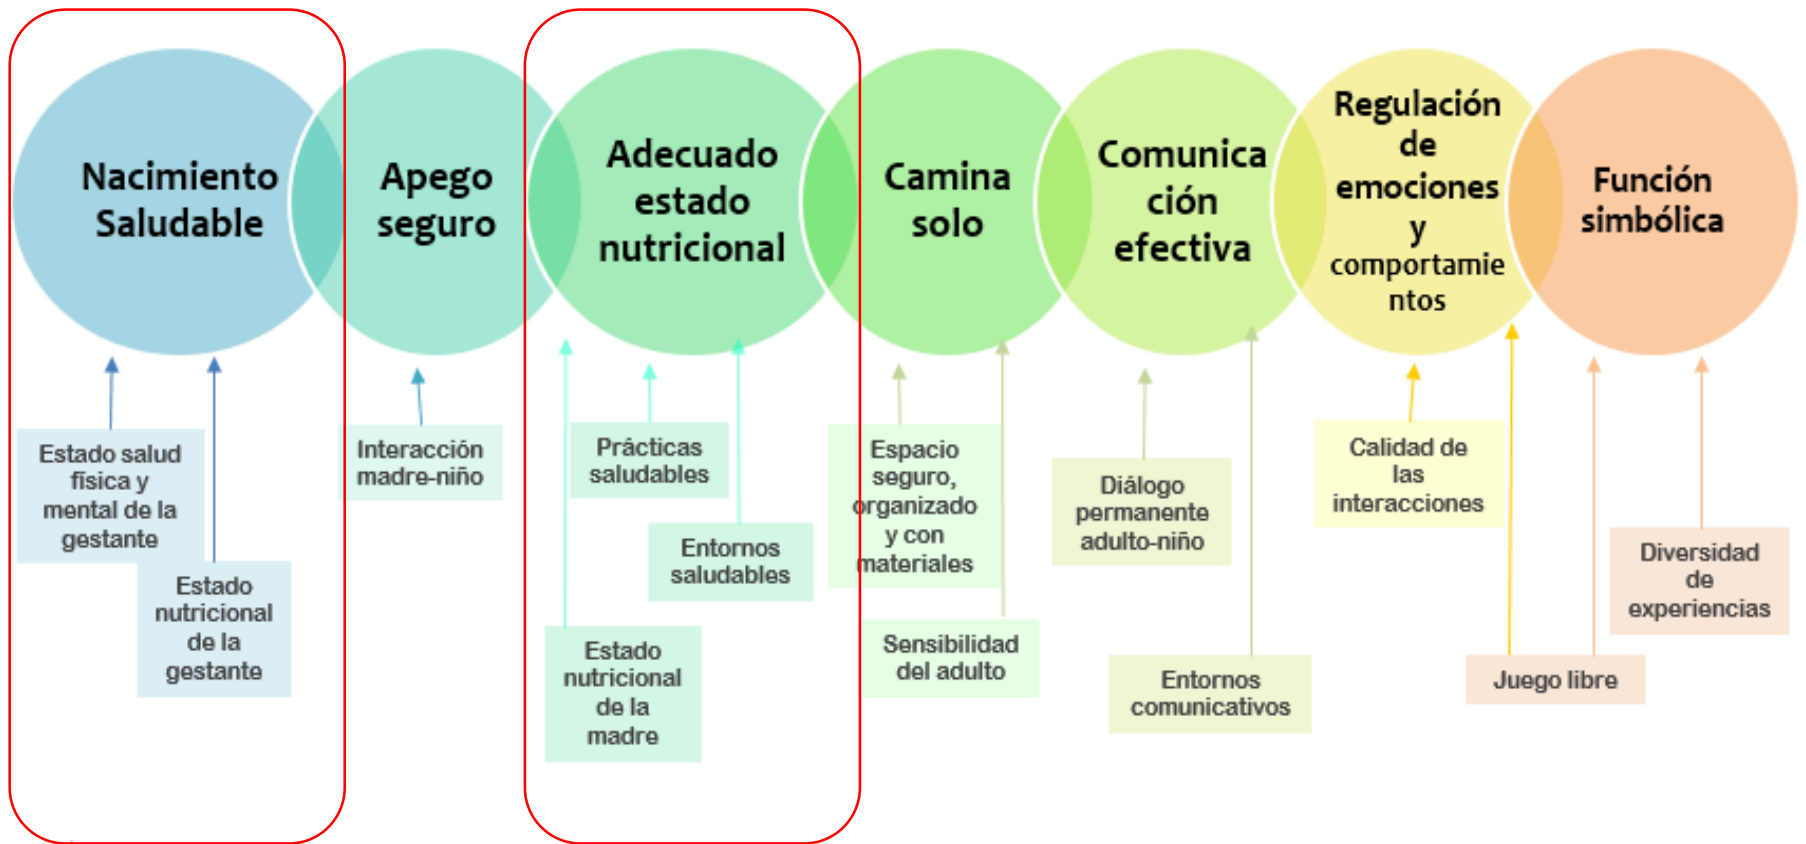 Nacimiento
Saludable
Apego
seguro
Adecuado
estado
nutricional
Camina
solo
Comunica
ción
efectiva
Regulación
de
emociones
y
comportamie
ntos
Función
simbólica
Estado salud
física y
mental de la
gestante
Estado
nutricional
de la
gestante
Interacción
madre-niño
Prácticas
saludables
Entornos
saludables
Estado
nutricional
de la
madre
Espacio
seguro,
organizado
y con
materiales
Sensibilidad
del adulto
Diálogo
permanente
adulto-niño
Entornos
comunicativos
Calidad de
las
interacciones
Juego libre
Diversidad
de
experiencias